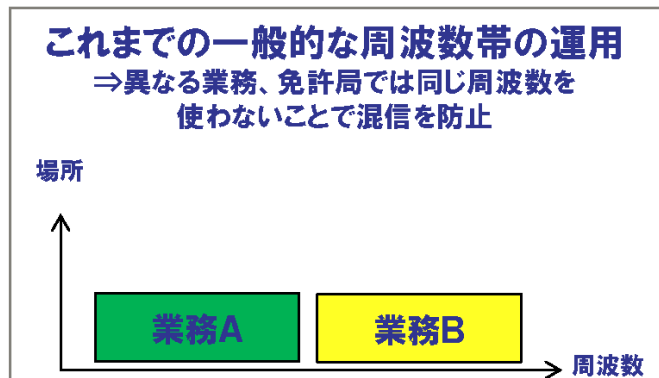 これまでの一般的な周波数帯の運用
⇒異なる業務、免許局では同じ周波数を
使わないことで混信を防止
場所
業務A
業務B
周波数